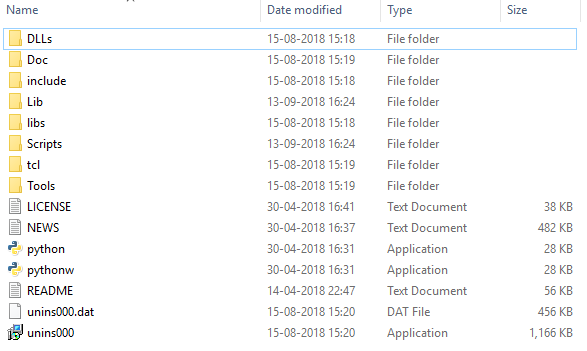 Name Date modified Type Size
DLLs 15-08-2018 15:18 File folder
Doc 15-08-2018 15:19 File folder
include 15-08-2018 15:18 File folder
Lib 13-09-2018 16:24 File folder
libs 15-08-2018 15:18 File folder
Scripts 13-09-2018 16:24 File folder
tcl 15-08-2018 15:19 File folder
Tools 15-08-2018 15:19 File folder
LICENSE 30-04-2018 16:41 Text Document 38 KB
NEWS 30-04-2018 16:37 Text Document 482 KB
python 30-04-2018 16:31 Application 28 KB
pythonw 30-04-2018 16:31 Application 28 KB
README 14-04-2018 22:47 Text Document 56 KB
unins000.dat 15-08-2018 15:20 DAT File 456 KB
unins000 15-08-2018 15:20 Application 1,166 KB